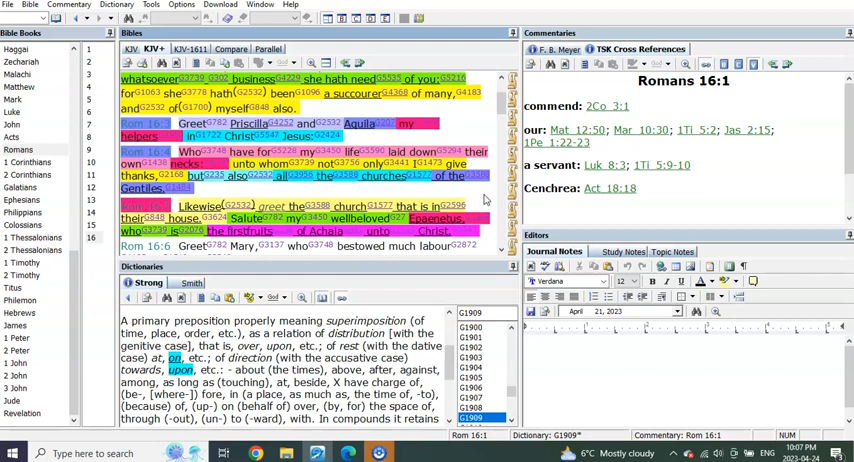 File View Bible Commentary Dictionary Tools Options Download Window Help
Bible Books
Haggai
Zechariah
Malachi
Matthew
Mark
Luke
John
Acts
Romans
1 Corinthians
2 Corinthians
Galatians
Ephesians
Philippians
Colossians
1 Thessalonians
2 Thessalonians
1 Timothy
2 Timothy
Titus
Philemon
Hebrews
James
1 Peter
2 Peter
1 John
2 John
3 John
Jude
Revelation
1
2
3
4
5
6
7
8
9
10
11
12
13
14
15
16
Bibles
KJV KJV+ KJV-1611 Compare Parallel
whatsoever G3739 G302 business G4229 she hath need G5535 of you: G5216
for G1063 she G3778 hath (G2532) been G1096 a succourer G4368 of many, G4183
and G2532 of (G1700) myself G848 also.
Rom 16:3 Greet G782 Priscilla G4252 and G2532 Aquila G207 my
helpers in G1722 Christ G5547 Jesus: G2424
Rom 16:4 Who G3748 have for G5228 my G3450 life G5590 laid down G5294 their
own G1438 necks: unto whom G3739 not G3756 only G3441 I G1473 give
thanks, G2168 but G235 also G2532 all G3956 the G3588 churches G1577 of the G3588
Gentiles. G1484
Likewise (G2532) greet the G3588 church G1577 that is in G2596
their G848 house. G3624 Salute G782 my G3450 wellbeloved G27 Epaenetus,
who G3739 is G2076 the firstfruits of Achaia unto Christ.
Rom 16:6 Greet G782 Mary, G3137 who G3748 bestowed much labour G2872
Dictionaries
Strong Smith
A primary preposition properly meaning superimposition (of
time, place, order, etc.), as a relation of distribution [with the
genitive case], that is, over, upon, etc.; of rest (with the dative
case) at, on, etc.; of direction (with the accusative case)
towards, upon, etc.: - about (the times), above, after, against,
among, as long as (touching), at, beside, X have charge of,
(be-, [where-]) fore, in (a place, as much as, the time of, -to),
(because) of, (up-) on (behalf of) over, (by, for) the space of,
through (-out), (un-) to (-ward), with. In compounds it retains
G1909
G1900
G1901
G1902
G1903
G1904
G1905
G1906
G1907
G1908
G1909
Commentaries
F. B. Meyer TSK Cross References
Romans 16:1
commend: 2Co 3:1
our: Mat 12:50; Mar 10:30; 1Ti 5:2; Jas 2:15;
1Pe 1:22-23
a servant: Luk 8:3; 1Ti 5:9-10
Cenchrea: Act 18:18
Editors
Journal Notes Study Notes Topic Notes
Verdana 12 B I U
April 21, 2023
Rom 16:1 Dictionary: G1909* Commentary: Rom 16:1 NUM
Type here to search
6°C Mostly cloudy ENG 10:07 PM
2023-04-24